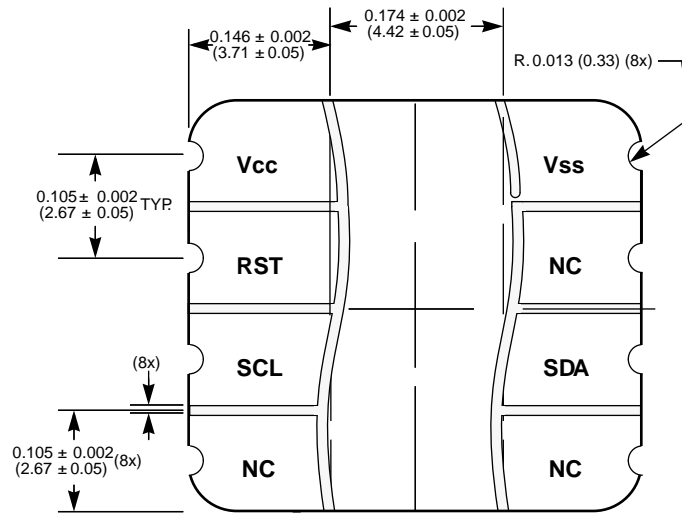 0.174 ± 0.002
(4.42 ± 0.05)
0.146 ± 0.002
(3.71 ± 0.05)
R. 0.013 (0.33) (8x)
Vcc
Vss
0.105 ± 0.002 TYP.
(2.67 ± 0.05)
RST
NC
(8x)
SCL
SDA
0.105 ± 0.002 (8x)
(2.67 ± 0.05)
NC
NC